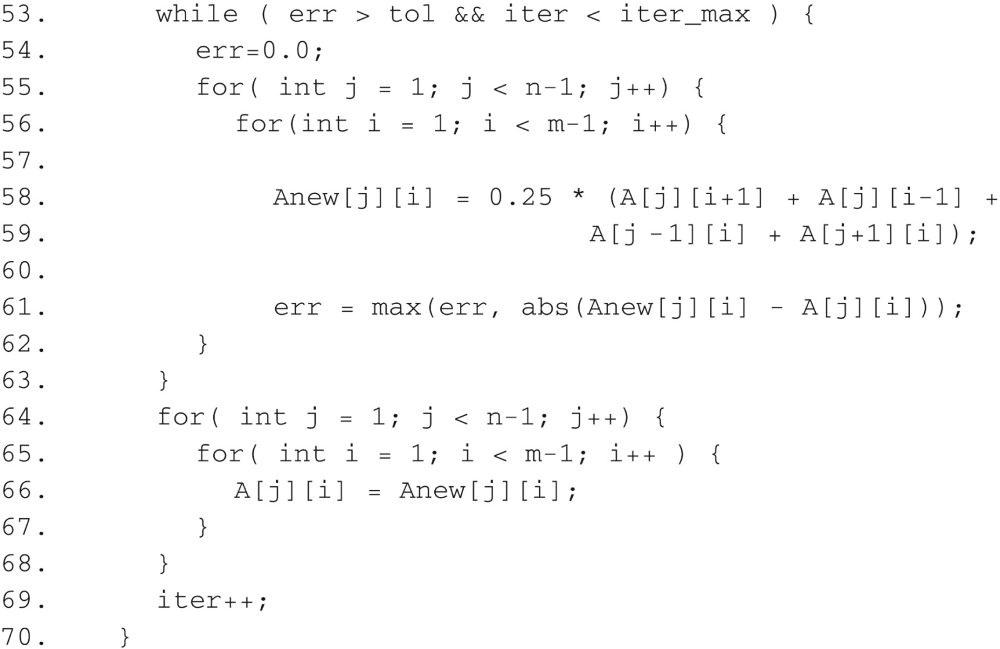 53. while ( err > tol && iter < iter_max ) {
54. err=0.0;
55. for( int j = 1; j < n-1; j++) {
56. for(int i = 1; i < m-1; i++) {
57.
58. Anew[j][i] = 0.25 * (A[j][i+1] + A[j][i-1] +
59. A[j -1][i] + A[j+1][i]);
60.
61. err = max(err, abs(Anew[j][i] - A[j][i]));
62. }
63. }
64. for( int j = 1; j < n-1; j++) {
65. for( int i = 1; i < m-1; i++ ) {
66. A[j][i] = Anew[j][i];
67. }
68. }
69. iter++;
70. }